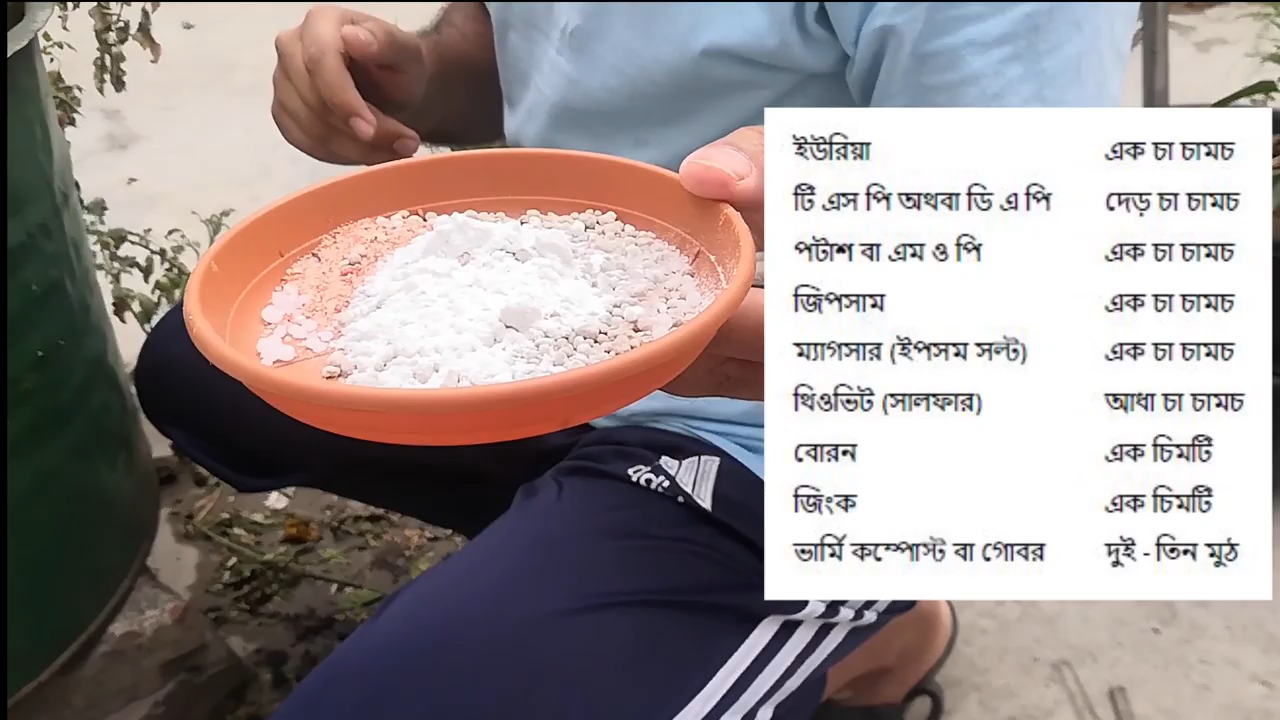 ইউরিয়া এক চা চামচ
টি এস পি অথবা ডি এ পি দেড় চা চামচ
পটাশ বা এম ও পি এক চা চামচ
জিপসাম এক চা চামচ
ম্যাগসার (ইপসম সল্ট) এক চা চামচ
থিওভিট (সালফার) আধা চা চামচ
বোরন এক চিমটি
জিংক এক চিমটি
ভার্মি কম্পোস্ট বা গোবর দুই - তিন মুঠ